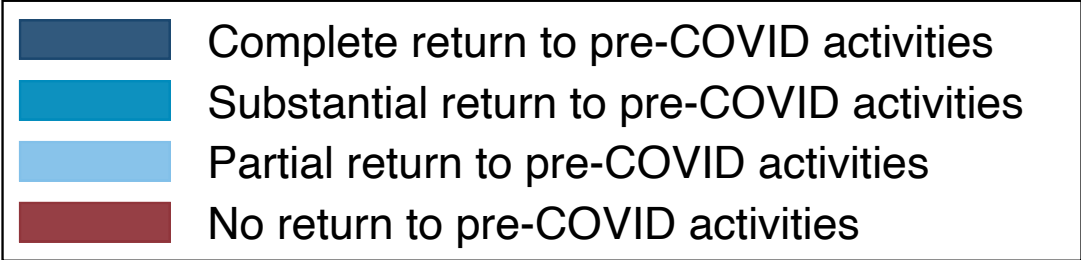 Complete return to pre-COVID activities
Substantial return to pre-COVID activities
Partial return to pre-COVID activities
No return to pre-COVID activities